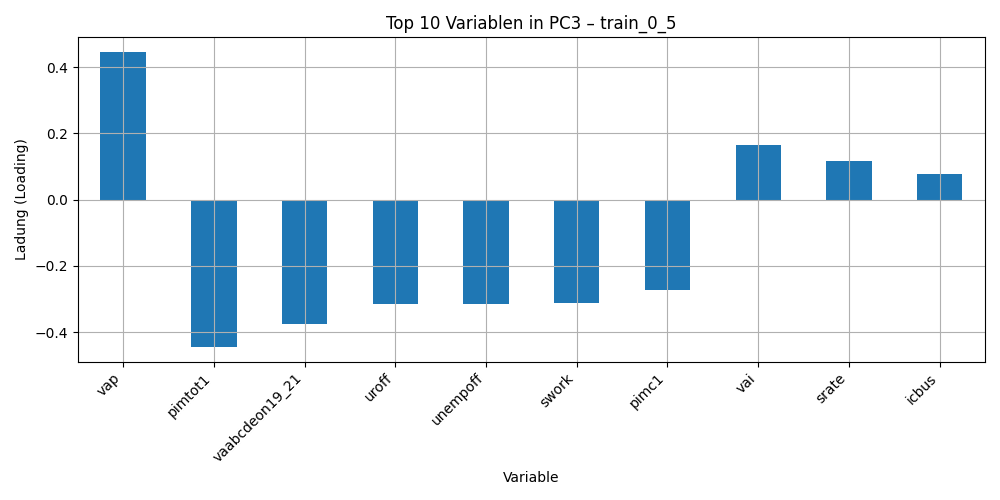 Top 10 Variablen in PC3 – train_0_5
Ladung (Loading)
0.4
0.2
0.0
−0.2
−0.4
vap
pimtot1
vaabcdeon19_21
uroff
unempoff
swork
pimc1
vai
srate
icbus
Variable